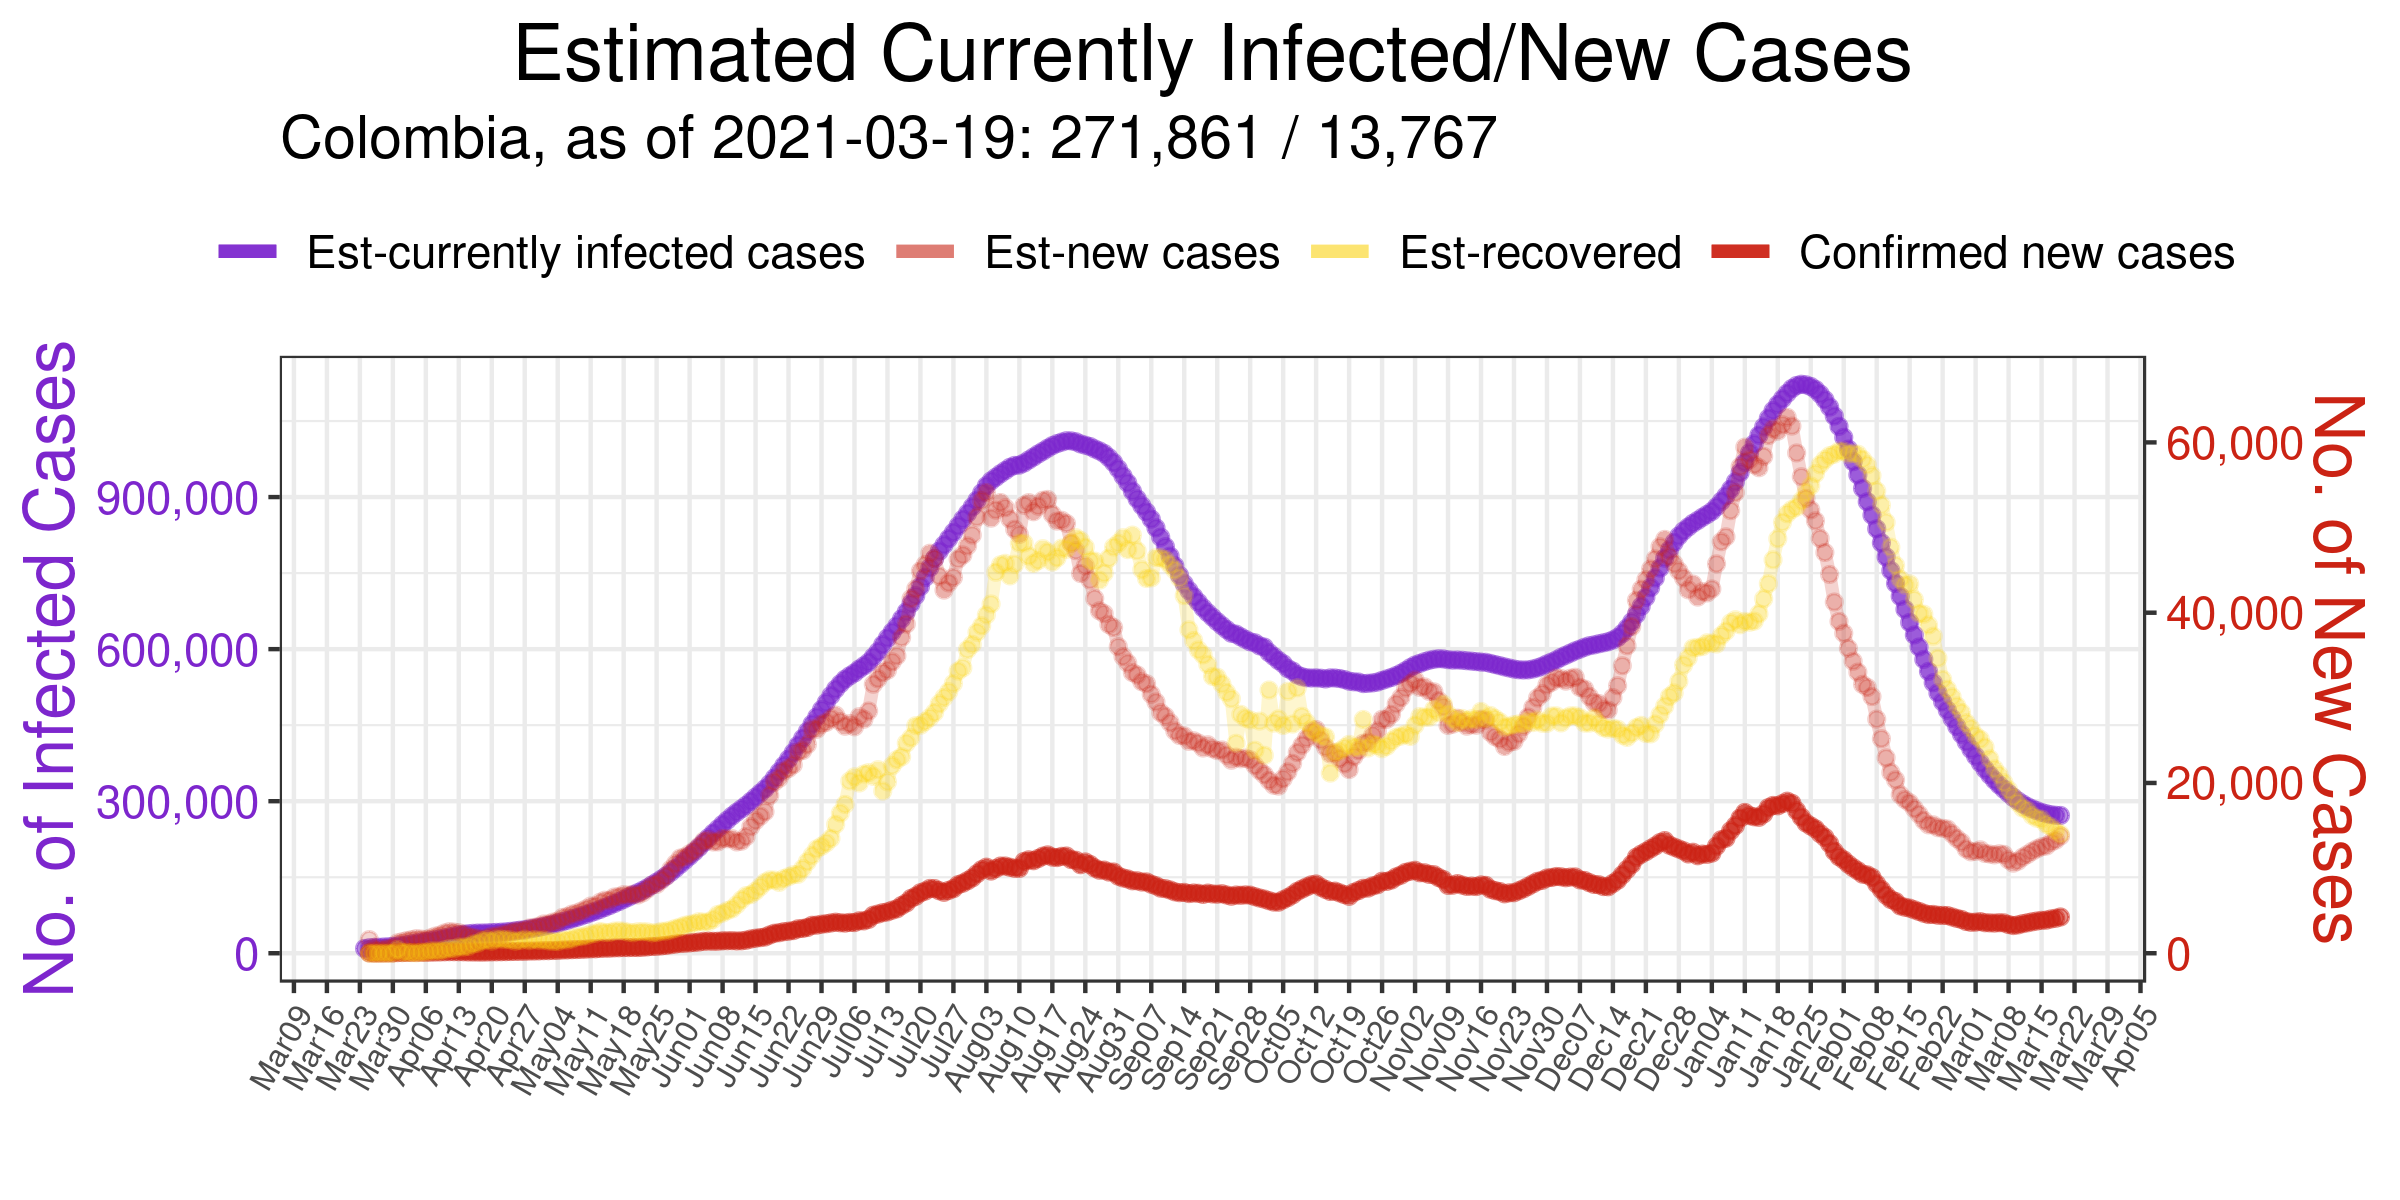 Estimated Currently Infected/New Cases
Colombia, as of 2021-03-19: 271,861 / 13,767
Est-currently infected cases Est-new cases Est-recovered Confirmed new cases
No. of Infected Cases
900,000
600,000
300,000
0
60,000
40,000
20,000
0
No. of New Cases
Mar09 Mar16 Mar23 Mar30 Apr06 Apr13 Apr20 Apr27 May04 May11 May18 May25 Jun01 Jun08 Jun15 Jun22 Jun29 Jul06 Jul13 Jul20 Jul27 Aug03 Aug10 Aug17 Aug24 Aug31 Sep07 Sep14 Sep21 Sep28 Oct05 Oct12 Oct19 Oct26 Nov02 Nov09 Nov16 Nov23 Nov30 Dec07 Dec14 Dec21 Dec28 Jan04 Jan11 Jan18 Jan25 Feb01 Feb08 Feb15 Feb22 Mar01 Mar08 Mar15 Mar22 Mar29 Apr05